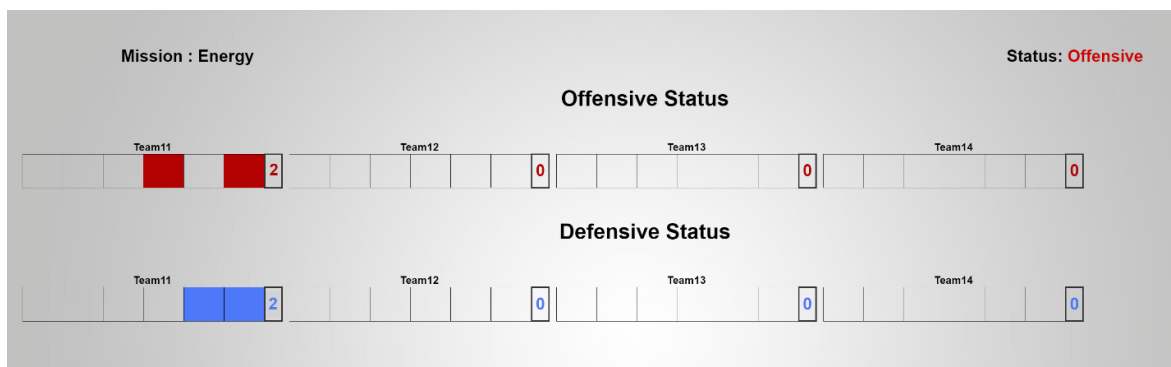 Mission : Energy
Status: Offensive
Offensive Status
Team11 Team12 Team13 Team14
2 0 0 0
Defensive Status
Team11 Team12 Team13 Team14
2 0 0 0